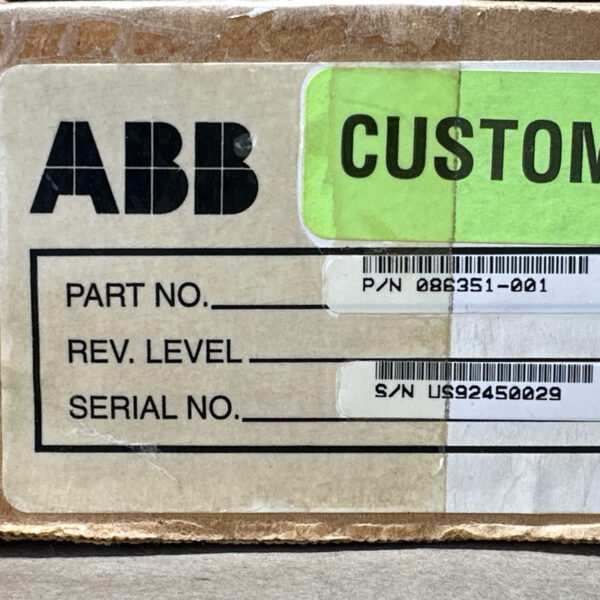 ABB
CUSTOM
PART NO.
P/N 086351-001
REV. LEVEL
SERIAL NO.
S/N US92450029